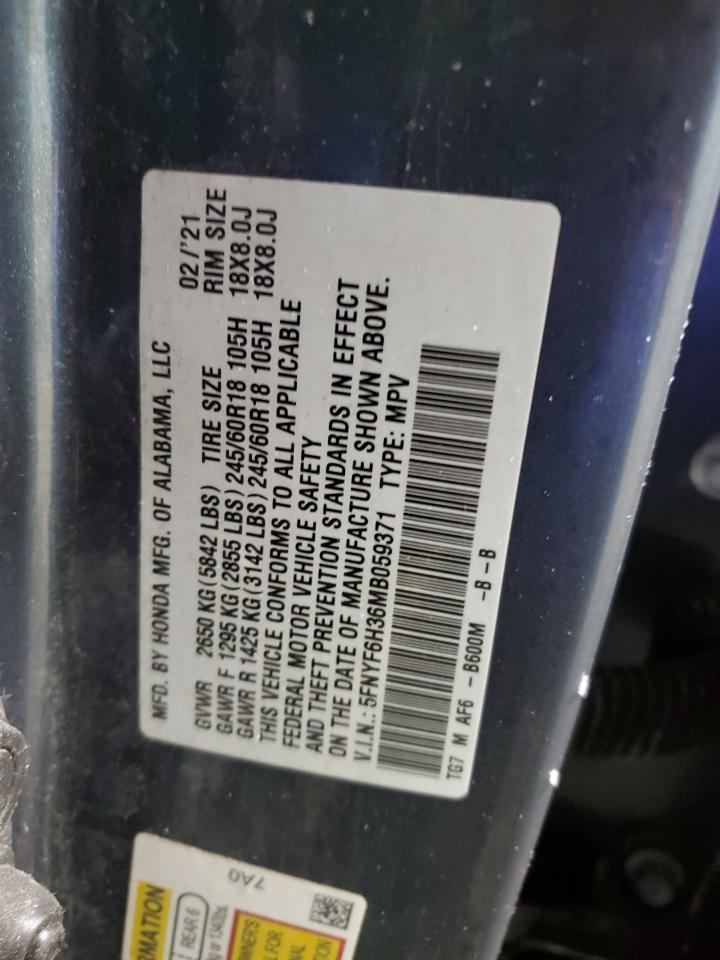 MFD. BY HONDA MFG. OF ALABAMA, LLC 02/'21
GVWR 2650 KG (5842 LBS) TIRE SIZE RIM SIZE
GAWR F 1295 KG (2855 LBS) 245/60R18 105H 18X8.0J
GAWR R 1425 KG (3142 LBS) 245/60R18 105H 18X8.0J
THIS VEHICLE CONFORMS TO ALL APPLICABLE
FEDERAL MOTOR VEHICLE SAFETY
AND THEFT PREVENTION STANDARDS IN EFFECT
ON THE DATE OF MANUFACTURE SHOWN ABOVE.
V.I.N.: 5FNYF6H36MB059371 TYPE: MPV
TG7 M AF6 -B600M -B-B
7A0
REAR 6